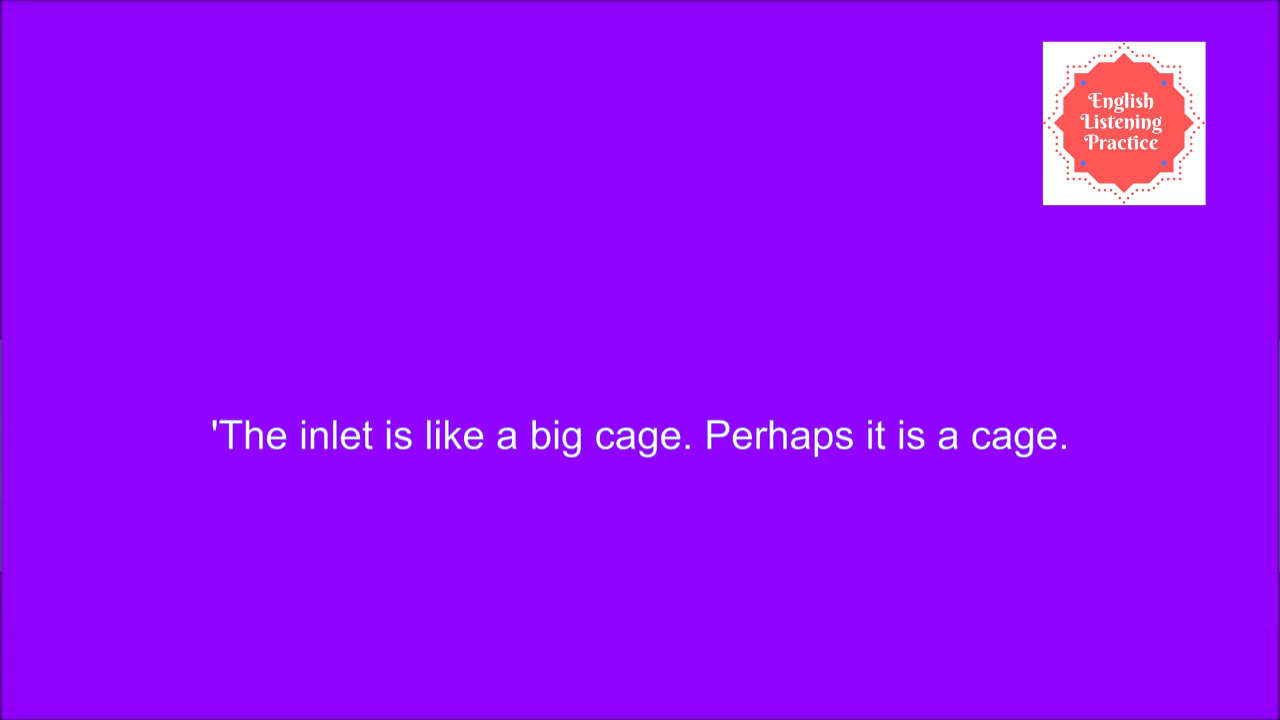 English
Listening
Practice
'The inlet is like a big cage. Perhaps it is a cage.